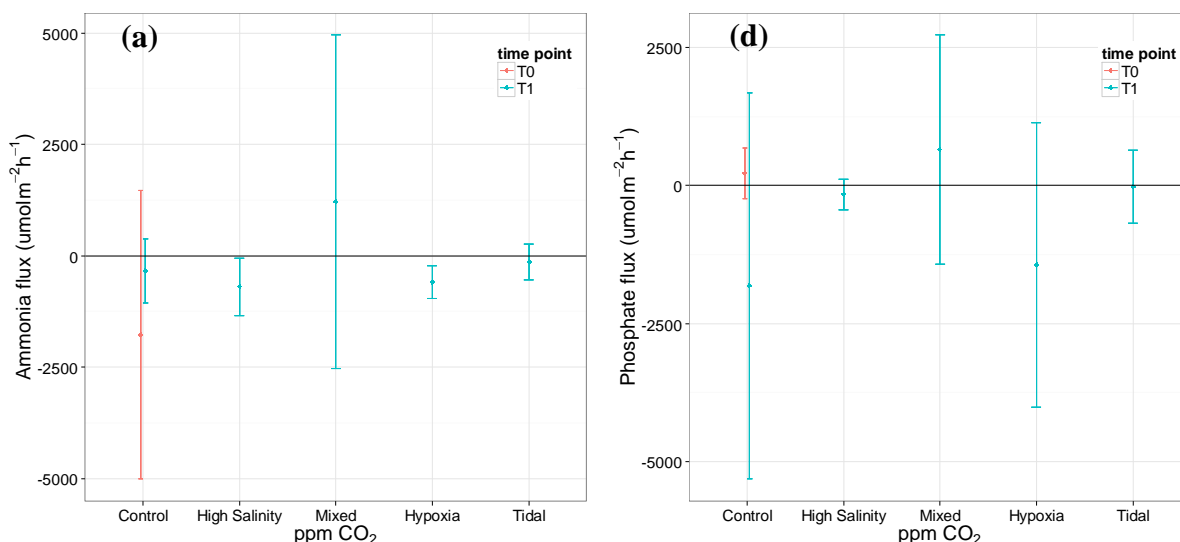 (a)
time point
T0
T1
5000
2500
0
-2500
-5000
Ammonia flux (umolm−2h−1)
Control High Salinity Mixed Hypoxia Tidal
ppm CO2
(d)
time point
T0
T1
2500
0
-2500
-5000
Phosphate flux (umolm−2h−1)
Control High Salinity Mixed Hypoxia Tidal
ppm CO2